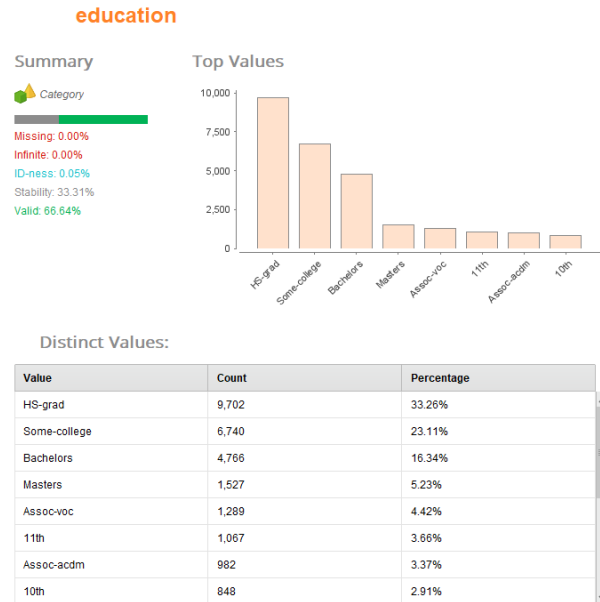 education
Summary
Top Values
Category
Missing: 0.00%
Infinite: 0.00%
ID-ness: 0.05%
Stability: 33.31%
Valid: 66.64%
10,000
7,500
5,000
2,500
0
HS-grad
Some-college
Bachelors
Masters
Assoc-voc
11th
Assoc-acdm
10th
Distinct Values:
Value Count Percentage
HS-grad 9,702 33.26%
Some-college 6,740 23.11%
Bachelors 4,766 16.34%
Masters 1,527 5.23%
Assoc-voc 1,289 4.42%
11th 1,067 3.66%
Assoc-acdm 982 3.37%
10th 848 2.91%